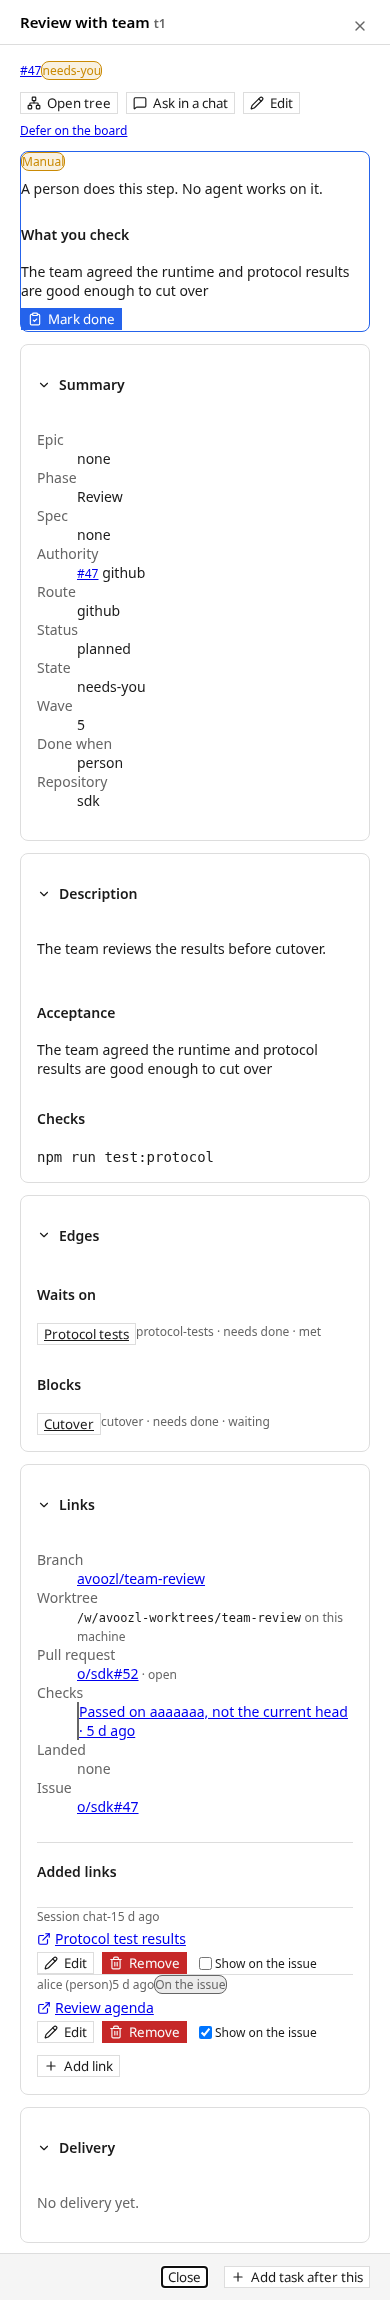 Review with team t1
#47 needs-you
Open tree Ask in a chat Edit
Defer on the board
Manual
A person does this step. No agent works on it.
What you check
The team agreed the runtime and protocol results
are good enough to cut over
Mark done
Summary
Epic
none
Phase
Review
Spec
none
Authority
#47 github
Route
github
Status
planned
State
needs-you
Wave
5
Done when
person
Repository
sdk
Description
The team reviews the results before cutover.
Acceptance
The team agreed the runtime and protocol
results are good enough to cut over
Checks
npm run test:protocol
Edges
Waits on
Protocol tests protocol-tests · needs done · met
Blocks
Cutover cutover · needs done · waiting
Links
Branch
avoozl/team-review
Worktree
/w/avoozl-worktrees/team-review on this
machine
Pull request
o/sdk#52 · open
Checks
Passed on aaaaaaa, not the current head
· 5 d ago
Landed
none
Issue
o/sdk#47
Added links
Session chat-15 d ago
Protocol test results
Edit Remove Show on the issue
alice (person)5 d ago On the issue
Review agenda
Edit Remove Show on the issue
Add link
Delivery
No delivery yet.
Close Add task after this